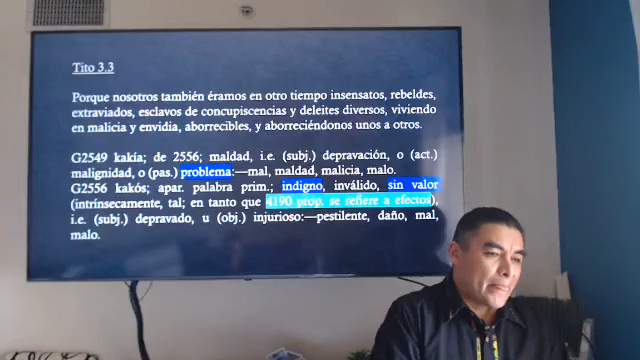 Tito 3.3
Porque nosotros también éramos en otro tiempo insensatos, rebeldes,
extraviados, esclavos de concupiscencias y deleites diversos, viviendo
en malicia y envidia, aborrecibles, y aborreciéndonos unos a otros.
G2549 kakía; de 2556; maldad, i.e. (subj.) depravación, o (act.)
malignidad, o (pas.) problema:—mal, maldad, malicia, malo.
G2556 kakós; apar. palabra prim.; indigno, inválido, sin valor
(intrínsecamente, tal; en tanto que 4190 prop. se refiere a efectos),
i.e. (subj.) depravado, u (obj.) injurioso:—pestilente, daño, mal,
malo.